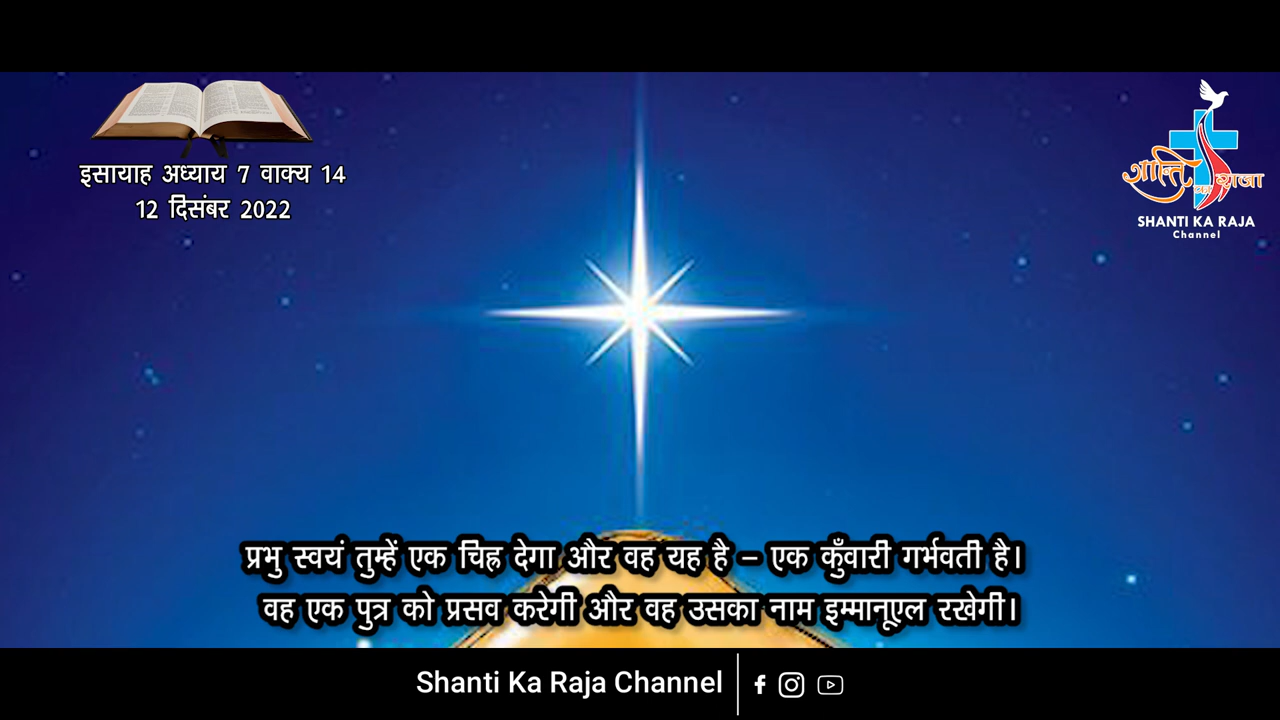 इसायाह अध्याय 7 वाक्य 14
12 दिसंबर 2022
शान्ति का राजा
SHANTI KA RAJA
Channel
प्रभु स्वयं तुम्हें एक चिह्न देगा और वह यह है – एक कुँवारी गर्भवती है।
वह एक पुत्र को प्रसव करेगी और वह उसका नाम इम्मानूएल रखेगी।
Shanti Ka Raja Channel